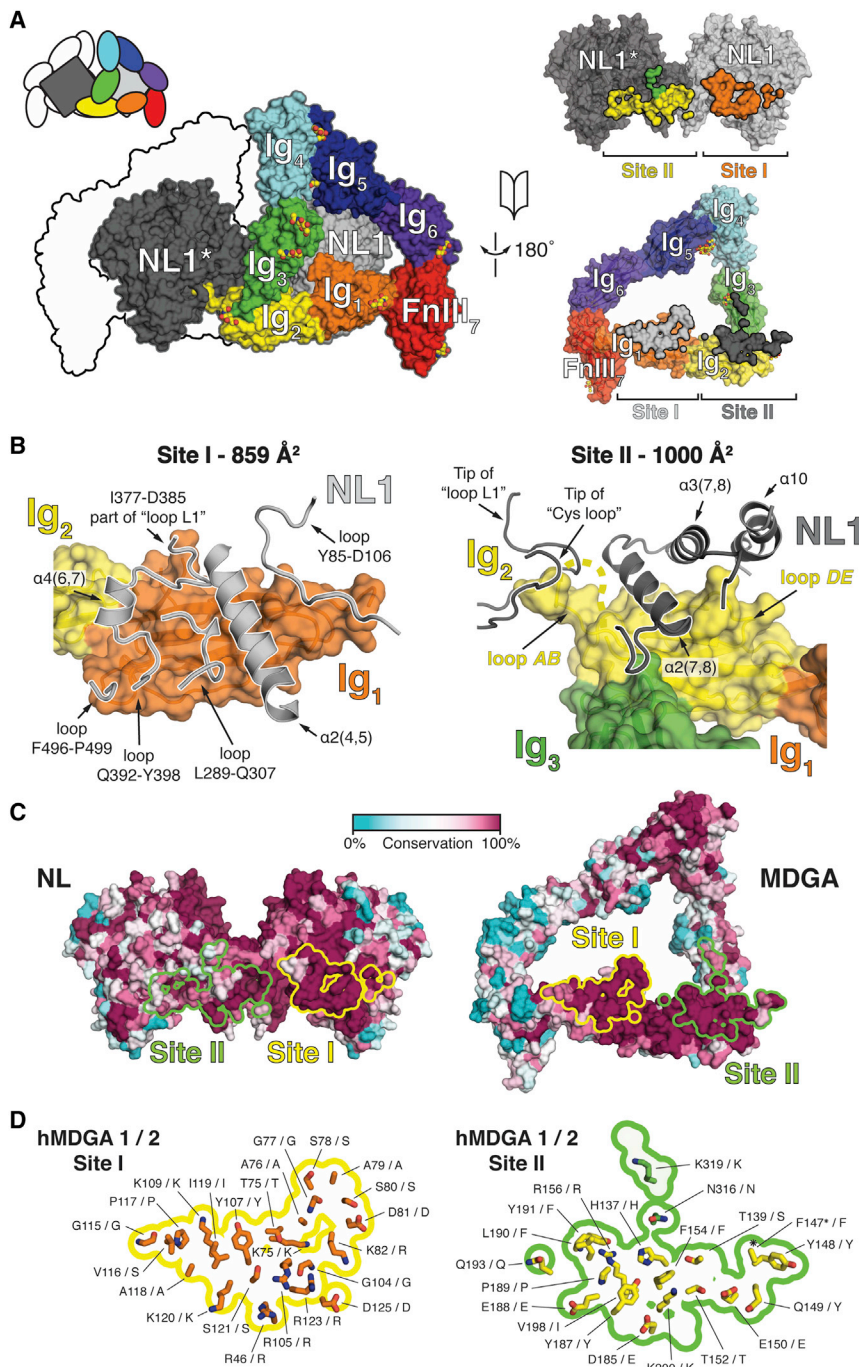 A
NL1*
NL1
Site II
Site I
Ig4
Ig5
Ig6
NL1*
NL1
Ig3
Ig1
Ig2
FnIII7
180°
Ig4
Ig5
Ig6
Ig3
Ig1
Ig2
FnIII7
Site I
Site II
B
Site I - 859 Å²
I377-D385
part of “loop L1”
NL1
Ig2
loop
Y85-D106
α4(6,7)
Ig1
loop
F496-P499
loop
Q392-Y398
loop
L289-Q307
α2(4,5)
Site II - 1000 Å²
Tip of
“loop L1”
Tip of
“Cys loop”
α3(7,8)
α10
NL1
Ig2
loop DE
loop AB
α2(7,8)
Ig3
Ig1
C
0%
Conservation
100%
NL
MDGA
Site II
Site I
Site I
Site II
D
hMDGA 1 / 2
Site I
G77 / G
S78 / S
A76 / A
A79 / A
K109 / K
I119 / I
T75 / T
S80 / S
P117 / P
Y107 / Y
D81 / D
G115 / G
K75 / K
K82 / R
V116 / S
G104 / G
A118 / A
D125 / D
K120 / K
R123 / R
S121 / S
R105 / R
R46 / R
hMDGA 1 / 2
Site II
K319 / K
R156 / R
N316 / N
Y191 / F
H137 / H
T139 / S
L190 / F
F154 / F
F147* / F
Y148 / Y
Q193 / Q
P189 / P
E188 / E
Q149 / Y
V198 / I
E150 / E
Y187 / Y
T152 / T
D185 / E